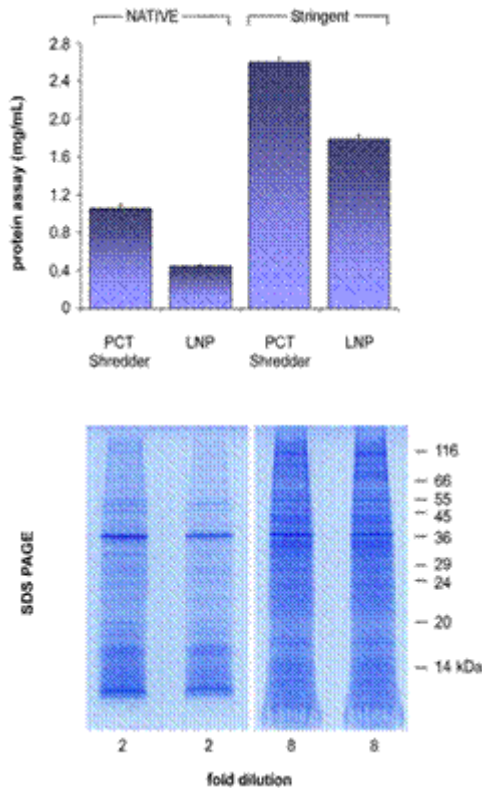 NATIVE Stringent
protein assay (mg/mL)
2.8
2.4
2.0
1.6
1.2
0.8
0.4
0
PCT Shredder LNP PCT Shredder LNP
SDS PAGE
116
66
55
45
36
29
24
20
14 kDa
2 2 8 8
fold dilution